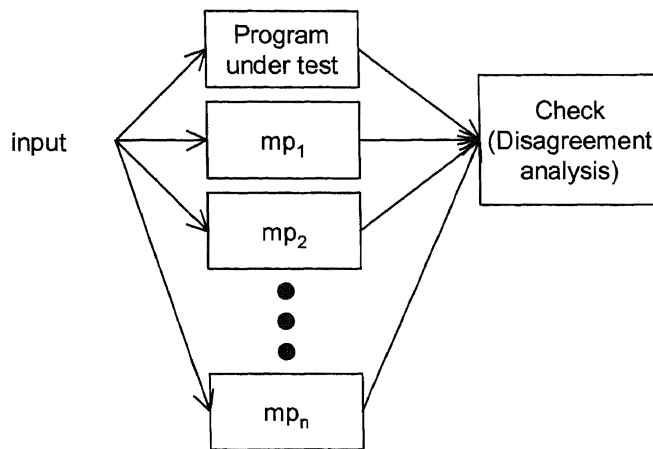 Program
under test
input
mp₁
mp₂
mpₙ
Check
(Disagreement
analysis)